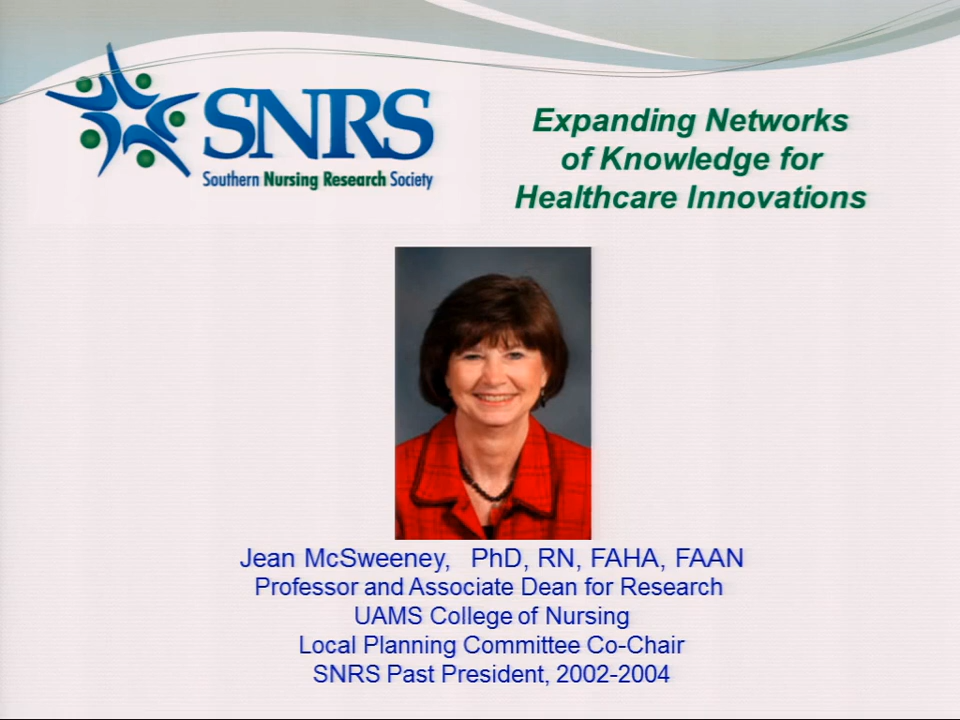 SNRS
Southern Nursing Research Society
Expanding Networks
of Knowledge for
Healthcare Innovations
Jean McSweeney, PhD, RN, FAHA, FAAN
Professor and Associate Dean for Research
UAMS College of Nursing
Local Planning Committee Co-Chair
SNRS Past President, 2002-2004